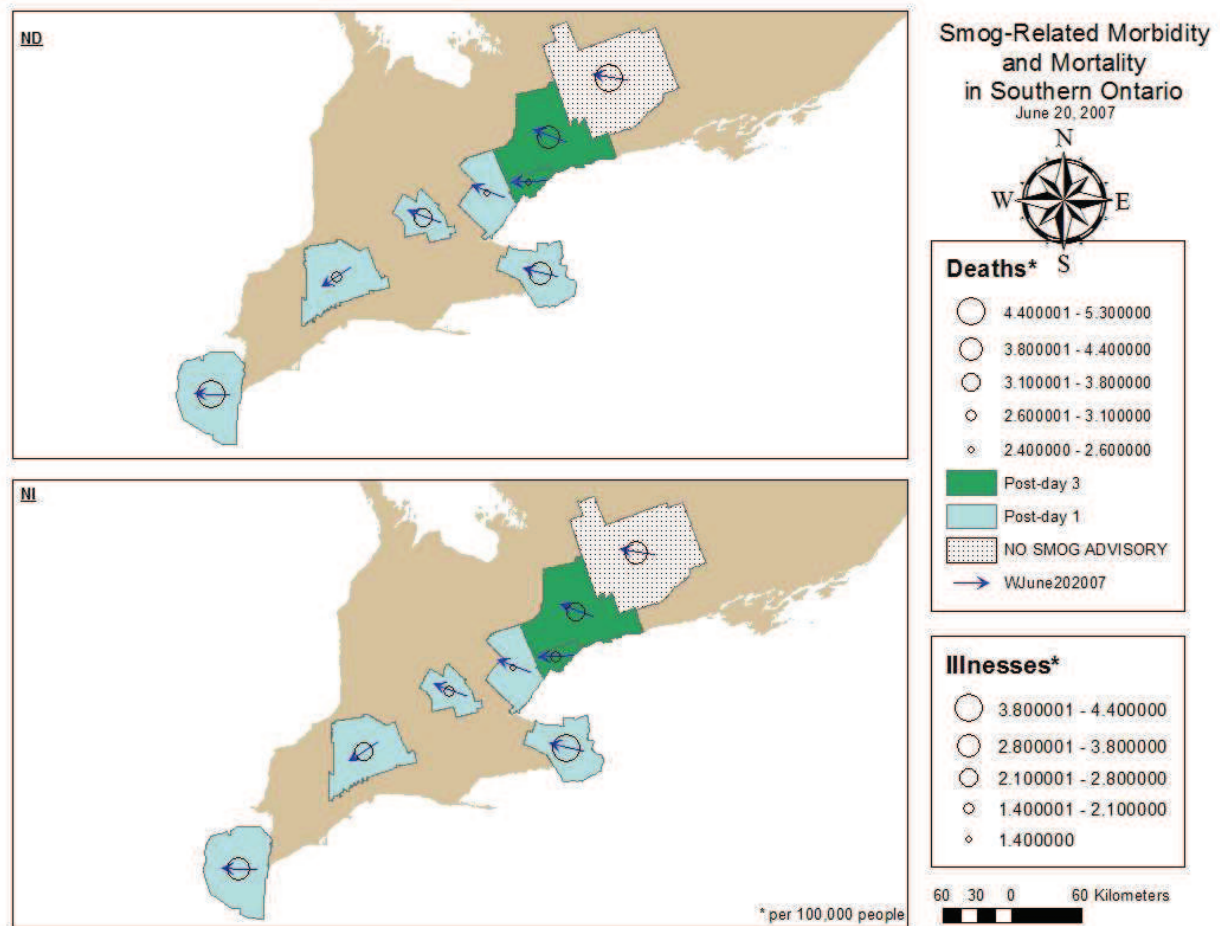 ND
Smog-Related Morbidity
and Mortality
in Southern Ontario
June 20, 2007
N
W E
S
Deaths*
4.400001 - 5.300000
3.800001 - 4.400000
3.100001 - 3.800000
2.600001 - 3.100000
2.400000 - 2.600000
Post-day 3
Post-day 1
NO SMOG ADVISORY
WJune202007
NI
* per 100,000 people
Illnesses*
3.800001 - 4.400000
2.800001 - 3.800000
2.100001 - 2.800000
1.400001 - 2.100000
1.400000
60 30 0 60 Kilometers